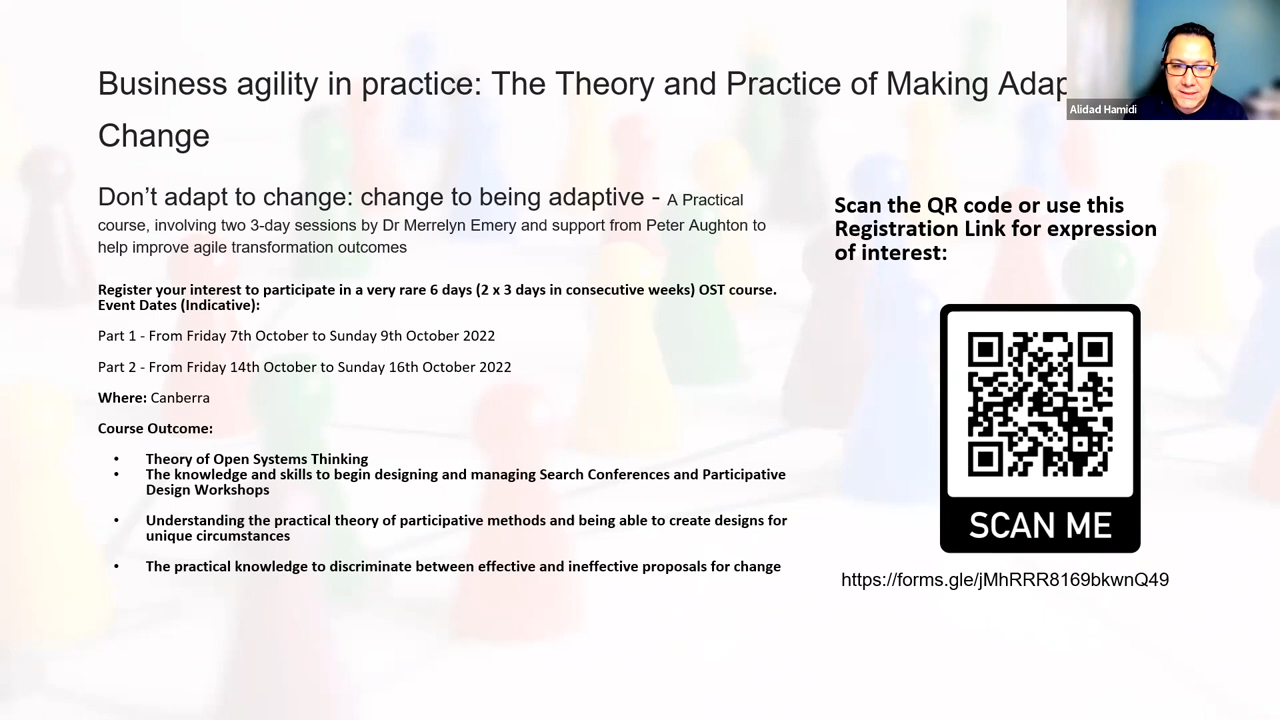 Business agility in practice: The Theory and Practice of Making
Change
Alidad Hamidi
Don’t adapt to change: change to being adaptive - A Practical
course, involving two 3-day sessions by Dr Merrelyn Emery and support from Peter Aughton to
help improve agile transformation outcomes
Register your interest to participate in a very rare 6 days (2 x 3 days in consecutive weeks) OST course.
Event Dates (Indicative):
Part 1 - From Friday 7th October to Sunday 9th October 2022
Part 2 - From Friday 14th October to Sunday 16th October 2022
Where: Canberra
Course Outcome:
• Theory of Open Systems Thinking
• The knowledge and skills to begin designing and managing Search Conferences and Participative
Design Workshops
• Understanding the practical theory of participative methods and being able to create designs for
unique circumstances
• The practical knowledge to discriminate between effective and ineffective proposals for change
Scan the QR code or use this
Registration Link for expression
of interest:
SCAN ME
https://forms.gle/jMhRRR8169bkwnQ49